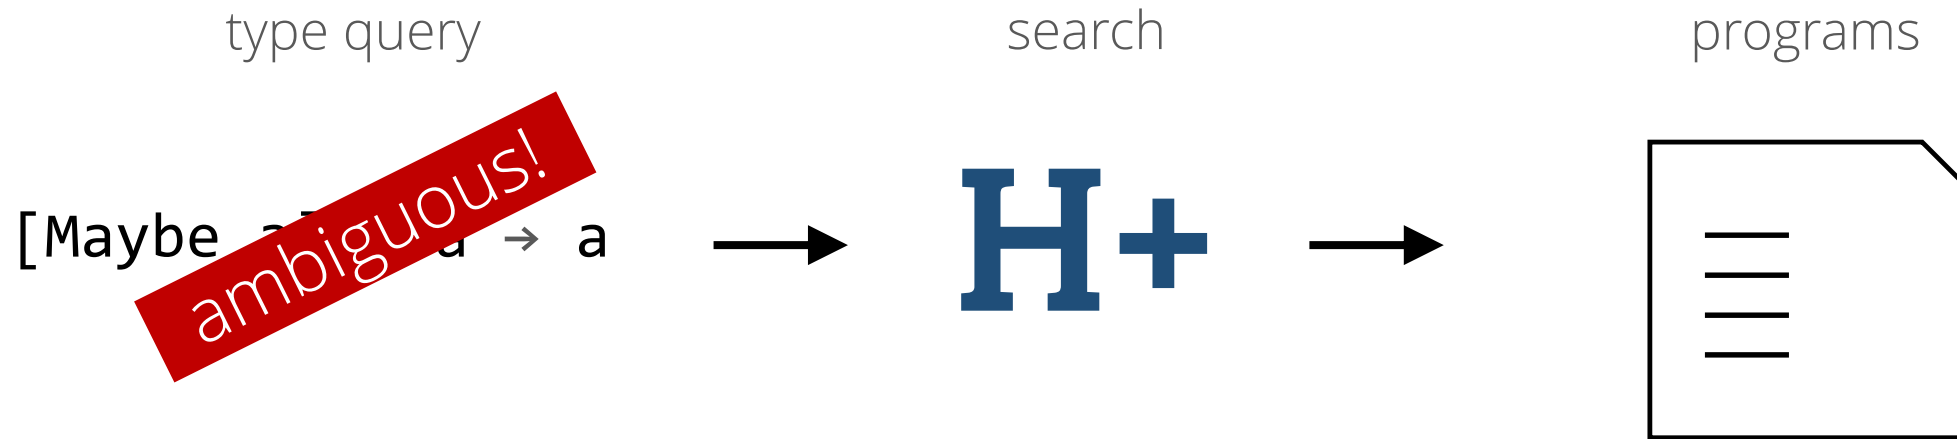 type query
search
programs
[Maybe a → a
ambiguous!
H+